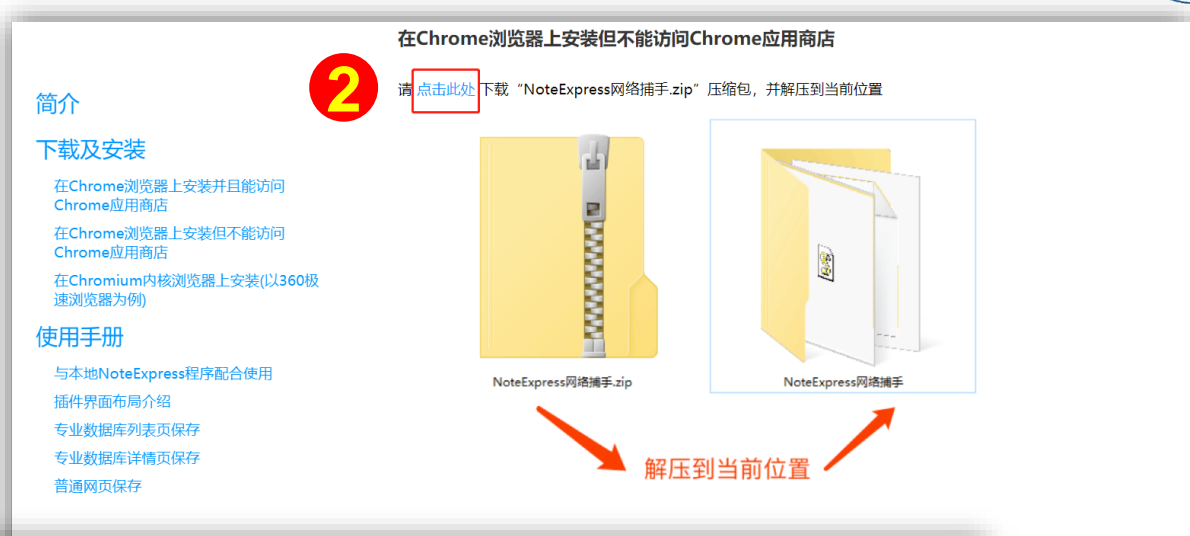 在Chrome浏览器上安装但不能访问Chrome应用商店
2
请 点击此处 下载“NoteExpress网络捕手.zip”压缩包，并解压到当前位置
简介
下载及安装
在Chrome浏览器上安装并且能访问
Chrome应用商店
在Chrome浏览器上安装但不能访问
Chrome应用商店
在Chromium内核浏览器上安装(以360极
速浏览器为例)
使用手册
与本地NoteExpress程序配合使用
插件界面布局介绍
专业数据库列表页保存
专业数据库详情页保存
普通网页保存
NoteExpress网络捕手.zip
NoteExpress网络捕手
解压到当前位置